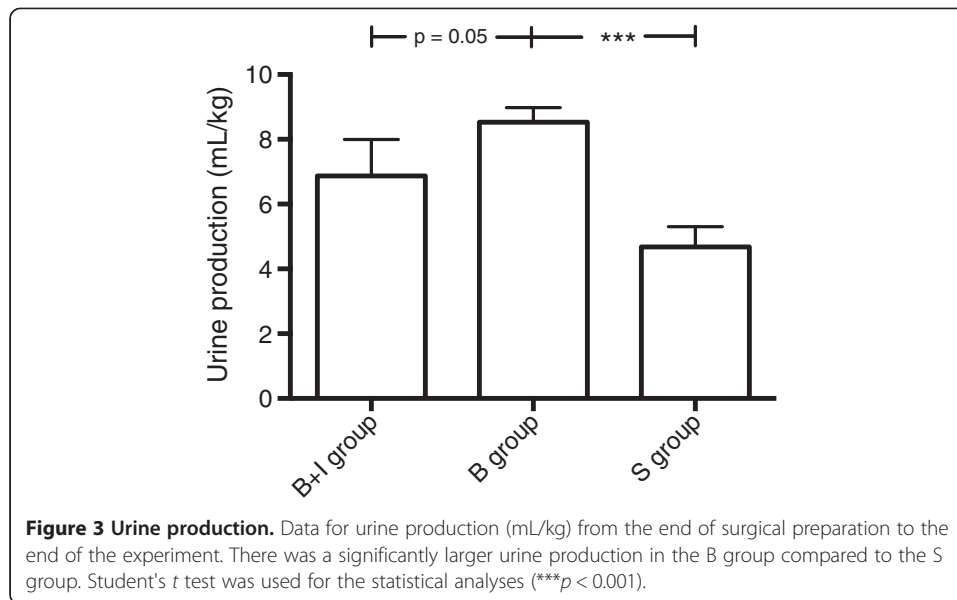 p = 0.05 ***
10
8
6
4
2
0
Urine production (mL/kg)
B+I group
B group
S group
Figure 3 Urine production. Data for urine production (mL/kg) from the end of surgical preparation to the
end of the experiment. There was a significantly larger urine production in the B group compared to the S
group. Student's t test was used for the statistical analyses (***p < 0.001).